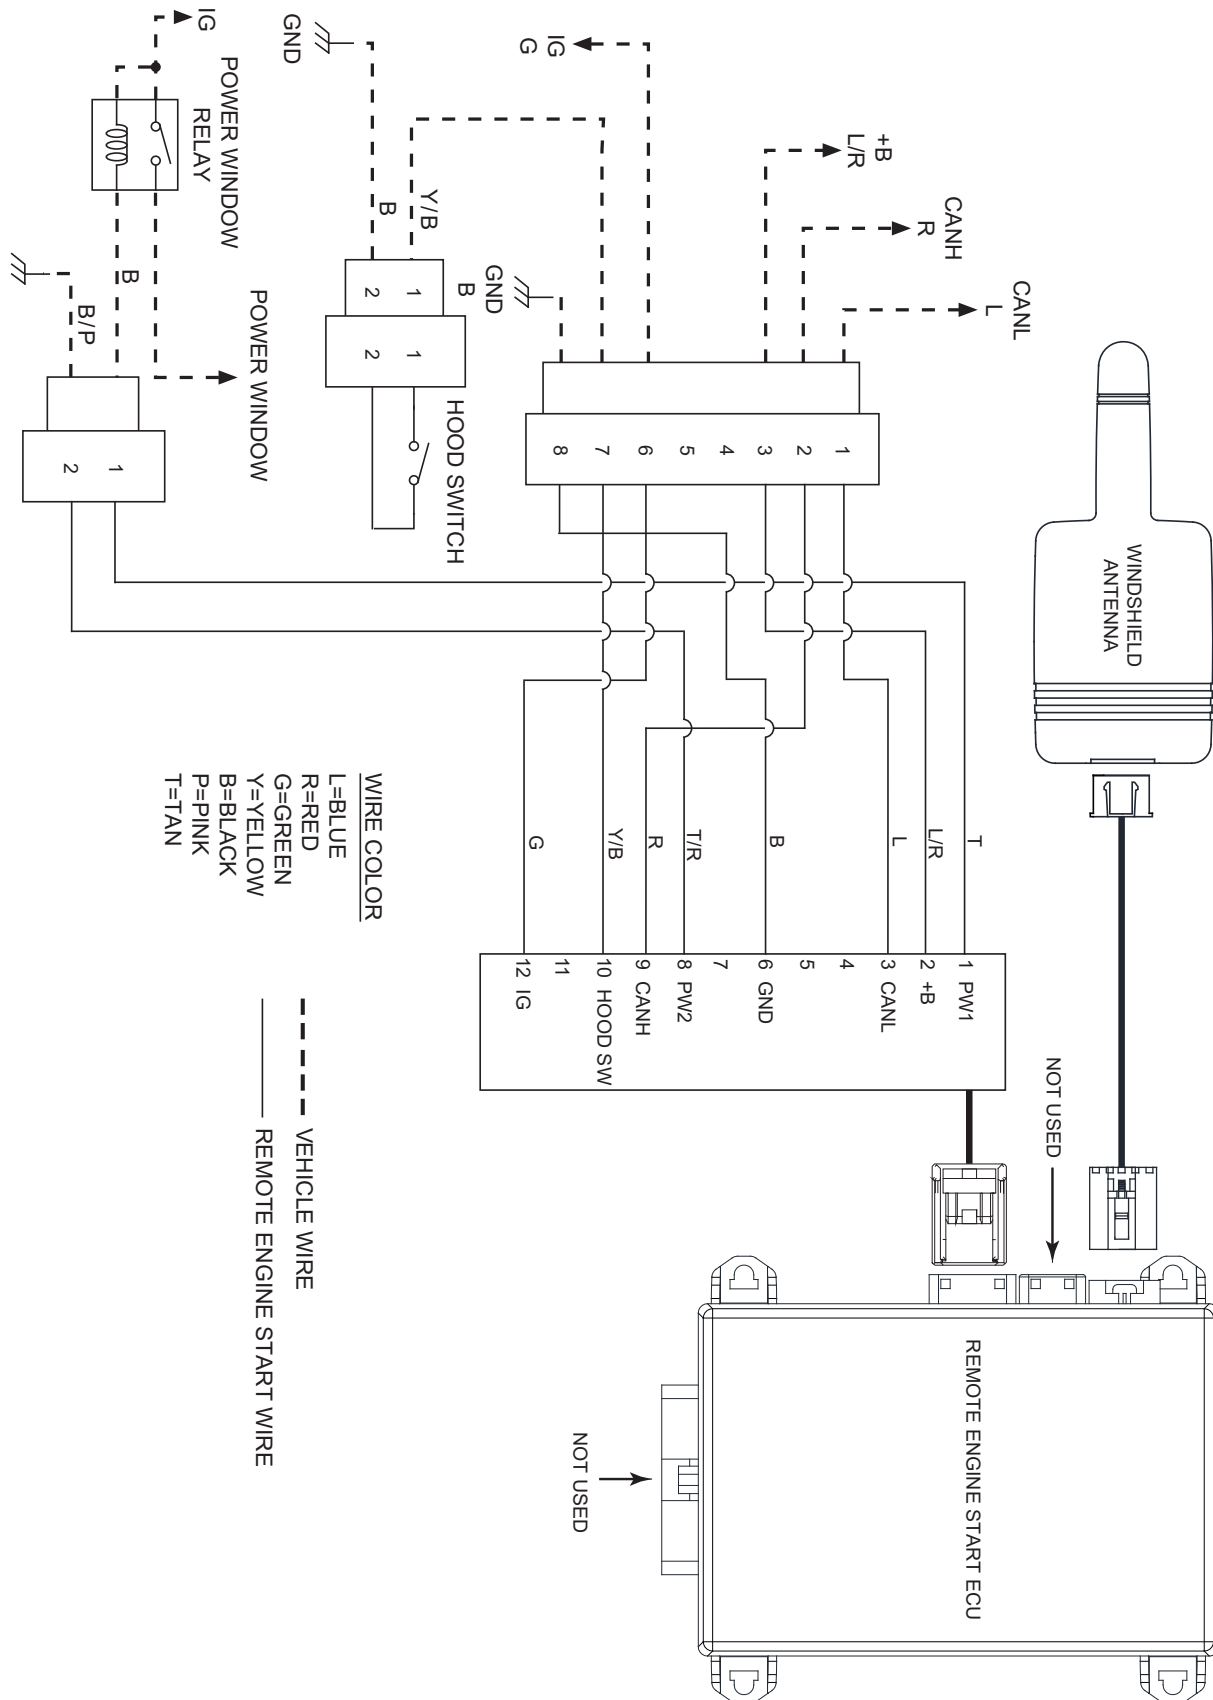 WINDSHIELD
ANTENNA
NOT USED
REMOTE ENGINE START ECU
NOT USED
CANL
L
CANH
R
+B
L/R
IG
G
GND
B
GND
B
Y/B
IG
POWER WINDOW
RELAY
B
B/P
POWER WINDOW
HOOD SWITCH
1
2
1
2
1
2
3
4
5
6
7
8
1
2
T
L/R
L
B
T/R
R
Y/B
G
1 PW1
2 +B
3 CANL
4
5
6 GND
7
8 PW2
9 CANH
10 HOOD SW
11
12 IG
WIRE COLOR
L=BLUE
R=RED
G=GREEN
Y=YELLOW
B=BLACK
P=PINK
T=TAN
VEHICLE WIRE
REMOTE ENGINE START WIRE